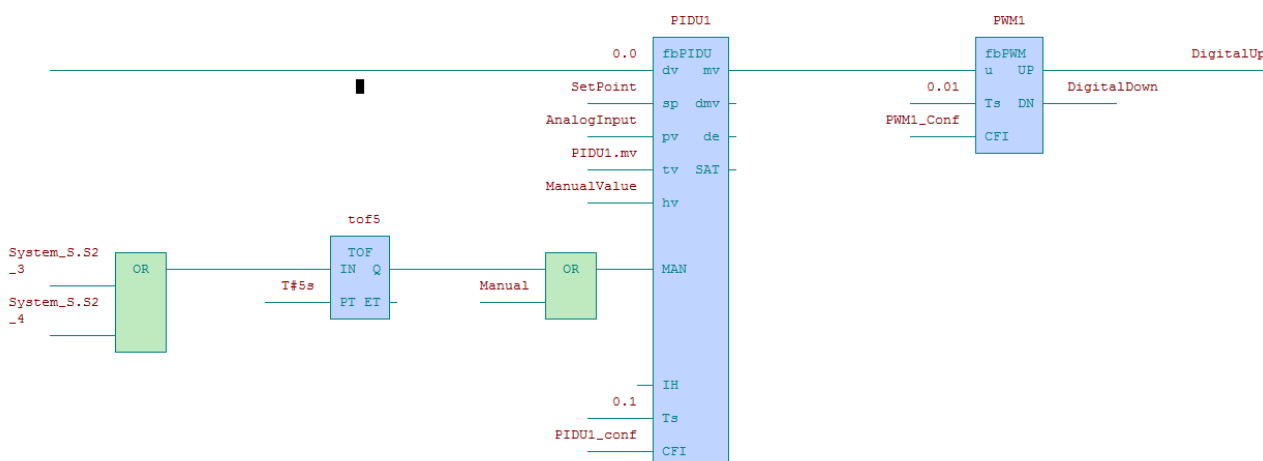 PIDU1
PWM1
0.0
fbPIDU
fbPWM
DigitalUp
dv mv
u UP
SetPoint
0.01
DigitalDown
sp dmv
Ts DN
AnalogInput
PWM1_Conf
pv de
CFI
PIDU1.mv
tv SAT
ManualValue
hv
tof5
System_S.S2
_3
OR
TOF
OR
IN Q
MAN
T#5s
Manual
System_S.S2
_4
PT ET
IH
0.1
Ts
PIDU1_conf
CFI